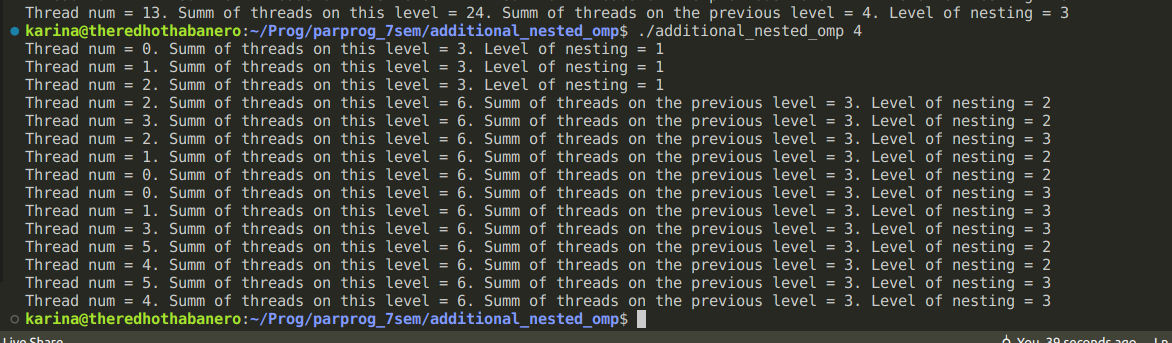 Thread num = 13. Summ of threads on this level = 24. Summ of threads on the previous level = 4. Level of nesting = 3
karina@theredhothabanero:~/Prog/parprog_7sem/additional_nested_omp$ ./additional_nested_omp 4
Thread num = 0. Summ of threads on this level = 3. Level of nesting = 1
Thread num = 1. Summ of threads on this level = 3. Level of nesting = 1
Thread num = 2. Summ of threads on this level = 3. Level of nesting = 1
Thread num = 2. Summ of threads on this level = 6. Summ of threads on the previous level = 3. Level of nesting = 2
Thread num = 3. Summ of threads on this level = 6. Summ of threads on the previous level = 3. Level of nesting = 2
Thread num = 2. Summ of threads on this level = 6. Summ of threads on the previous level = 3. Level of nesting = 3
Thread num = 1. Summ of threads on this level = 6. Summ of threads on the previous level = 3. Level of nesting = 2
Thread num = 0. Summ of threads on this level = 6. Summ of threads on the previous level = 3. Level of nesting = 2
Thread num = 0. Summ of threads on this level = 6. Summ of threads on the previous level = 3. Level of nesting = 3
Thread num = 1. Summ of threads on this level = 6. Summ of threads on the previous level = 3. Level of nesting = 3
Thread num = 3. Summ of threads on this level = 6. Summ of threads on the previous level = 3. Level of nesting = 3
Thread num = 5. Summ of threads on this level = 6. Summ of threads on the previous level = 3. Level of nesting = 2
Thread num = 4. Summ of threads on this level = 6. Summ of threads on the previous level = 3. Level of nesting = 2
Thread num = 5. Summ of threads on this level = 6. Summ of threads on the previous level = 3. Level of nesting = 3
Thread num = 4. Summ of threads on this level = 6. Summ of threads on the previous level = 3. Level of nesting = 3
karina@theredhothabanero:~/Prog/parprog_7sem/additional_nested_omp$
Live Share You, 39 seconds ago